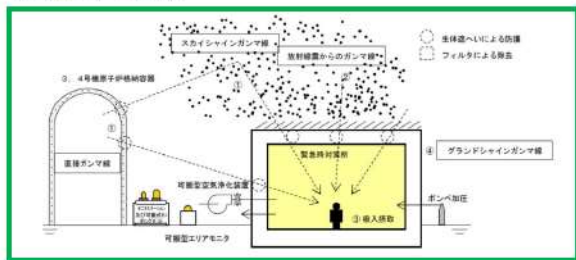 スカイシャインガンマ線
放射線雲からのガンマ線
生体遮へいによる防護
フィルタによる除去
3,4号機原子炉格納容器
①
②
①
直接ガンマ線
緊急時対策所
④
グランドシャインガンマ線
可搬型空気浄化装置
ボンベ加圧
③吸入摂取
可搬型エリアモニタ